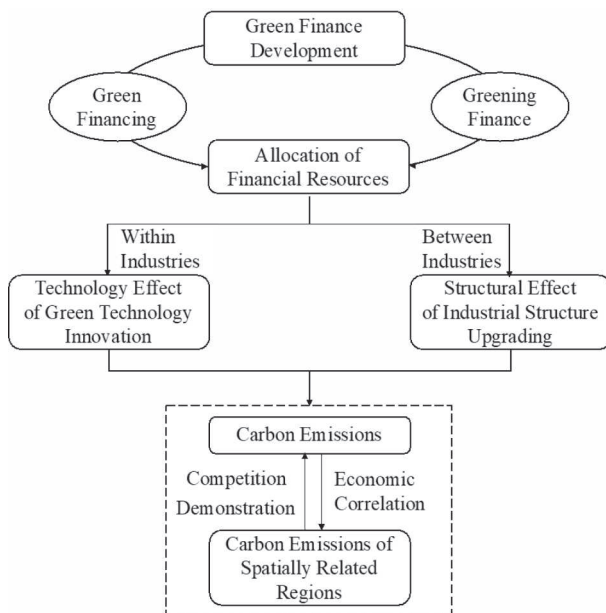 Green Finance
Development
Green
Financing
Greening
Finance
Allocation of
Financial Resources
Within
Industries
Between
Industries
Technology Effect
of Green Technology
Innovation
Structural Effect
of Industrial Structure
Upgrading
Carbon Emissions
Competition
Demonstration
Economic
Correlation
Carbon Emissions of
Spatially Related
Regions